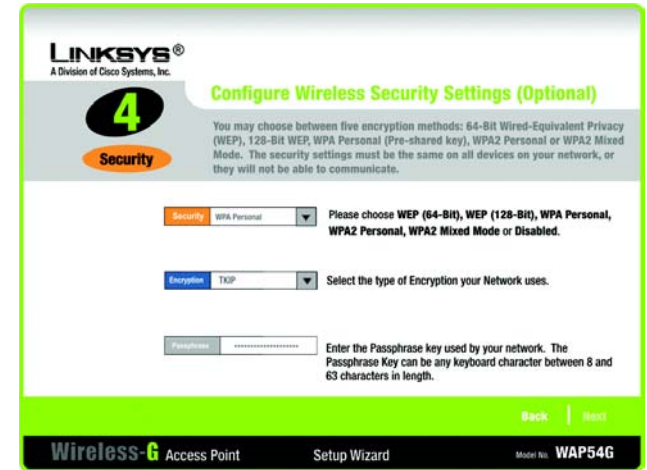 LINKSYS®
A Division of Cisco Systems, Inc.
4
Security
Configure Wireless Security Settings (Optional)
You may choose between five encryption methods: 64-Bit Wired-Equivalent Privacy
(WEP), 128-Bit WEP, WPA Personal (Pre-shared key), WPA2 Personal or WPA2 Mixed
Mode. The security settings must be the same on all devices on your network, or
they will not be able to communicate.
Security WPA Personal
Please choose WEP (64-Bit), WEP (128-Bit), WPA Personal,
WPA2 Personal, WPA2 Mixed Mode or Disabled.
Encryption TKIP
Select the type of Encryption your Network uses.
Passphrase ********************
Enter the Passphrase key used by your network. The
Passphrase Key can be any keyboard character between 8 and
63 characters in length.
Back Next
Wireless-G Access Point Setup Wizard Model No. WAP54G